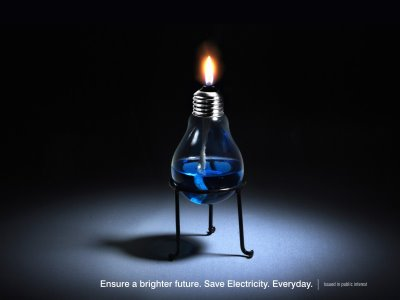 Ensure a brighter future. Save Electricity. Everyday. | Issued in public interest